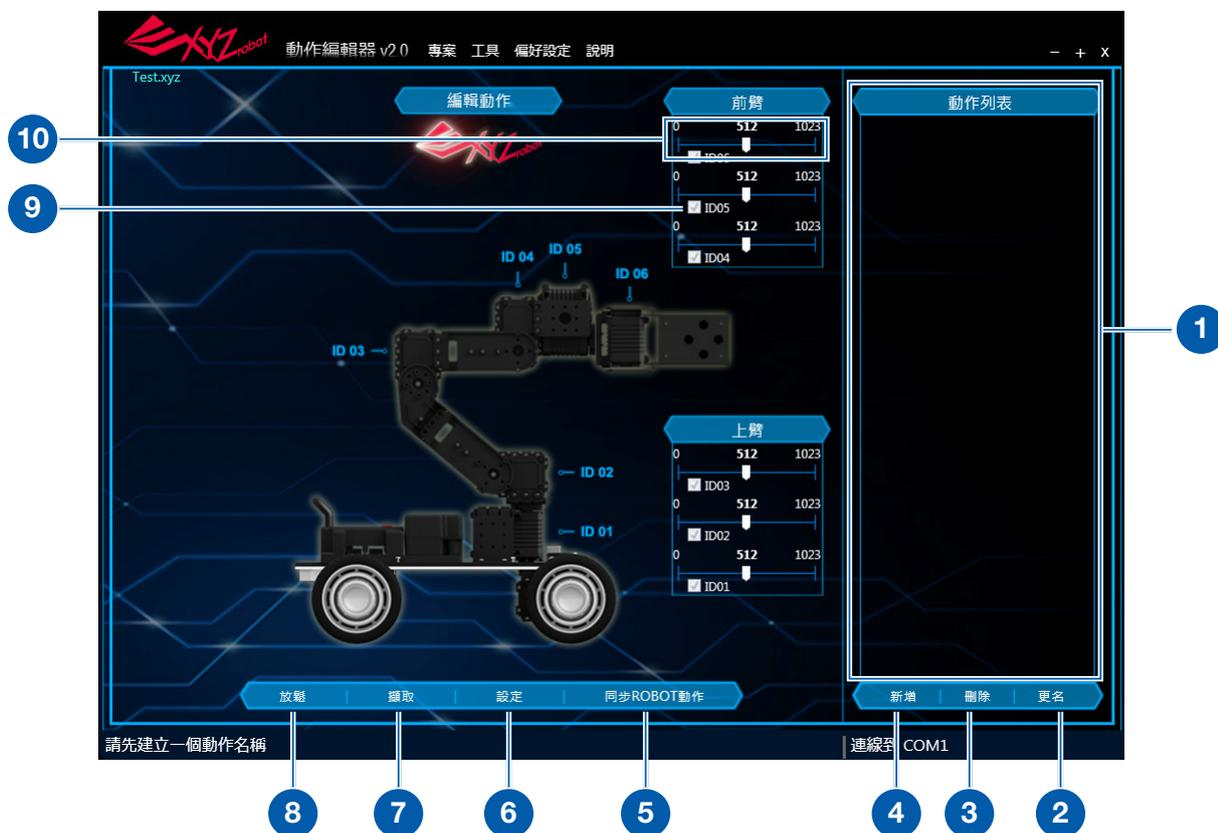 XYZrobot 動作編輯器 v2.0 專案 工具 偏好設定 說明 − + x
Test.xyz
編輯動作
XYZrobot
前臂
0 512 1023
ID06
0 512 1023
ID05
0 512 1023
ID04
動作列表
10
9
1
ID 05
ID 04
ID 06
ID 03
ID 02
ID 01
上臂
0 512 1023
ID03
0 512 1023
ID02
0 512 1023
ID01
放鬆 擷取 設定 同步ROBOT動作
新增 刪除 更名
請先建立一個動作名稱
連線到 COM1
8 7 6 5 4 3 2